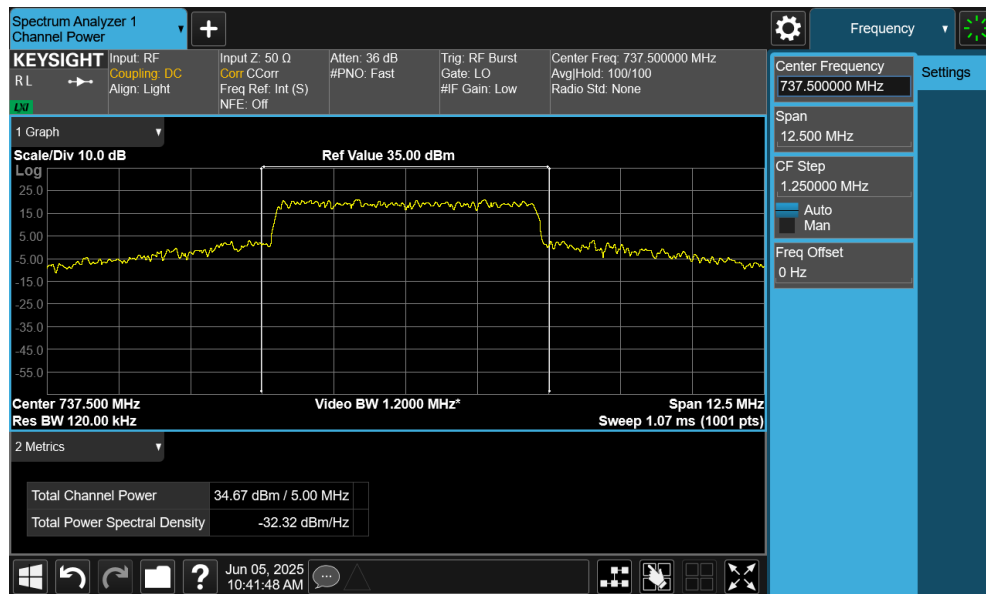 Spectrum Analyzer 1
Channel Power
+
Frequency
KEYSIGHT
R L
LXI
Input: RF
Coupling: DC
Align: Light
Input Z: 50 Ω
Corr CCorr
Freq Ref: Int (S)
NFE: Off
Atten: 36 dB
#PNO: Fast
Trig: RF Burst
Gate: LO
#IF Gain: Low
Center Freq: 737.500000 MHz
Avg|Hold: 100/100
Radio Std: None
Center Frequency
737.500000 MHz
Settings
Span
12.500 MHz
CF Step
1.250000 MHz
Auto
Man
Freq Offset
0 Hz
1 Graph
Scale/Div 10.0 dB
Ref Value 35.00 dBm
Log
25.0
15.0
5.00
-5.00
-15.0
-25.0
-35.0
-45.0
-55.0
Center 737.500 MHz
Video BW 1.2000 MHz*
Span 12.5 MHz
Res BW 120.00 kHz
Sweep 1.07 ms (1001 pts)
2 Metrics
Total Channel Power 34.67 dBm / 5.00 MHz
Total Power Spectral Density -32.32 dBm/Hz
?
Jun 05, 2025
10:41:48 AM